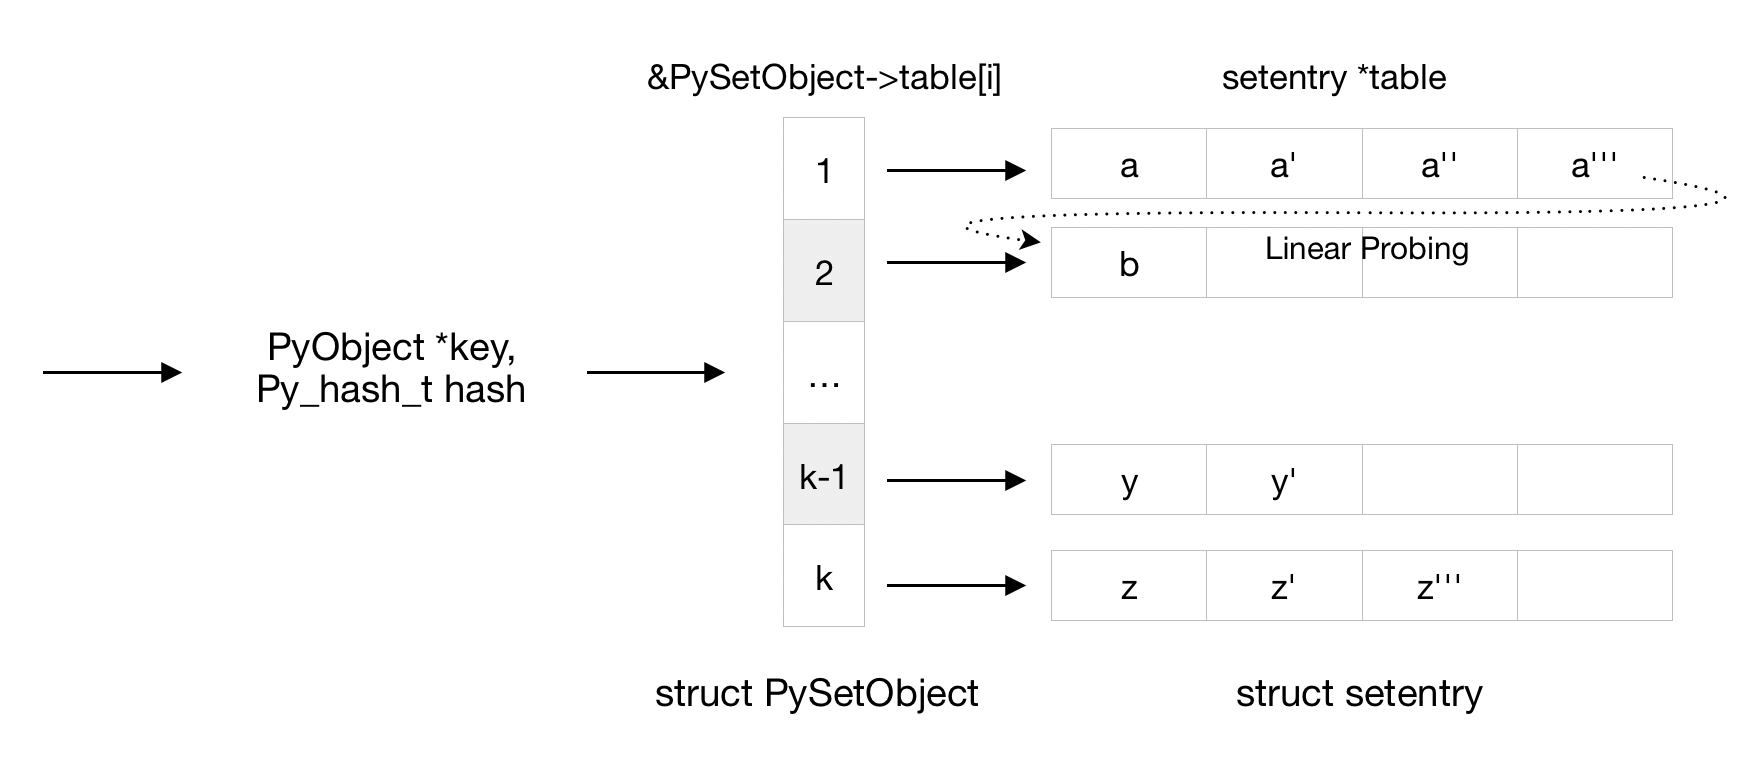 &PySetObject->table[i]
setentry *table
1
a
a'
a''
a'''
2
b
Linear Probing
PyObject *key,
Py_hash_t hash
...
k-1
y
y'
k
z
z'
z'''
struct PySetObject
struct setentry